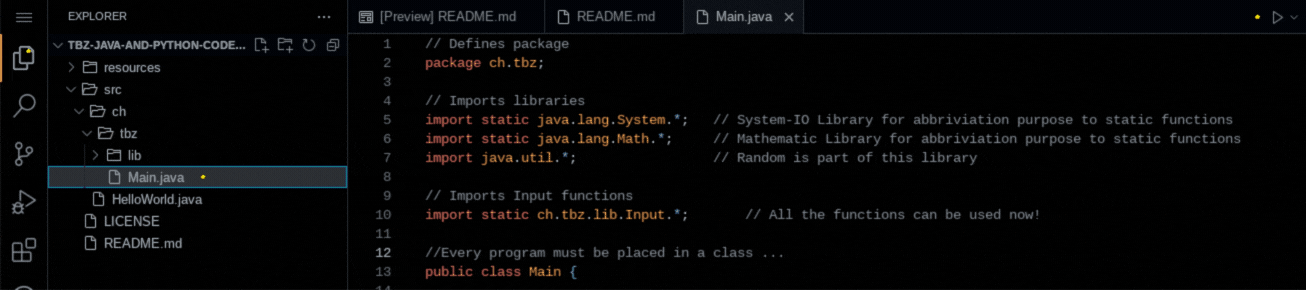 EXPLORER
TBZ-JAVA-AND-PYTHON-CODE...
resources
src
ch
tbz
lib
Main.java
HelloWorld.java
LICENSE
README.md
[Preview] README.md
README.md
Main.java
1 // Defines package
2 package ch.tbz;
3
4 // Imports libraries
5 import static java.lang.System.*; // System-IO Library for abbriviation purpose to static functions
6 import static java.lang.Math.*; // Mathematic Library for abbriviation purpose to static functions
7 import java.util.*; // Random is part of this library
8
9 // Imports Input functions
10 import static ch.tbz.lib.Input.*; // All the functions can be used now!
11
12 //Every program must be placed in a class ...
13 public class Main {
14